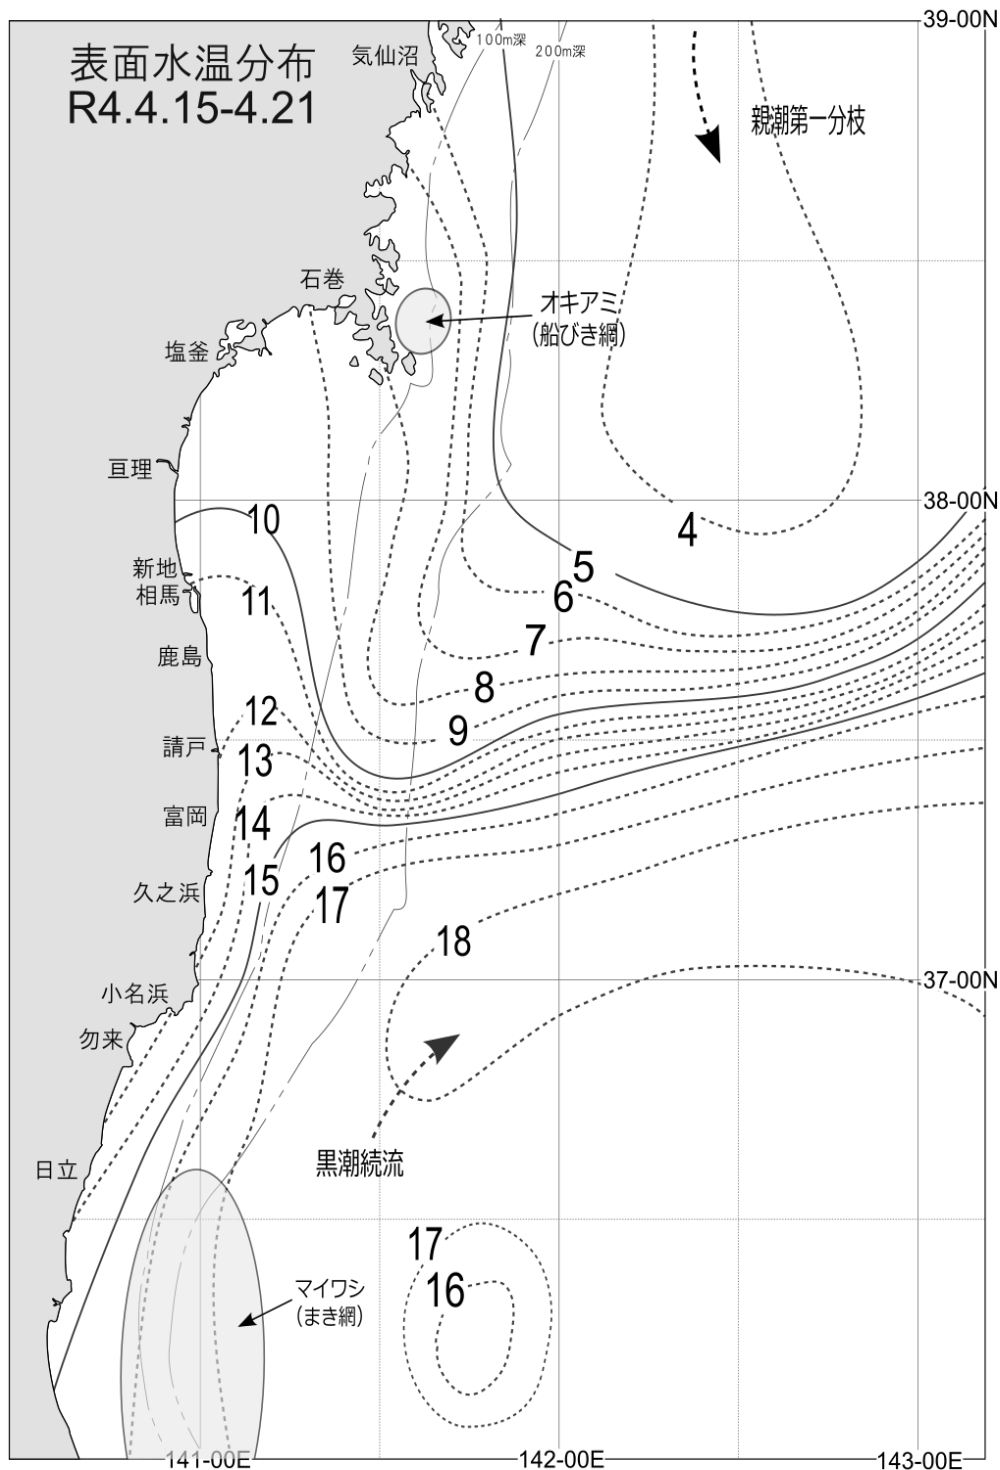 表面水温分布
R4.4.15-4.21
気仙沼
100m深
200m深
39-00N
親潮第一分枝
石巻
オキアミ
(船びき網)
塩釜
亘理
38-00N
10
4
新地
5
相馬
11
6
7
鹿島
8
12
9
請戸
13
富岡
14
16
久之浜
15
17
18
37-00N
小名浜
勿来
黒潮続流
日立
17
16
マイワシ
(まき網)
141-00E
142-00E
143-00E